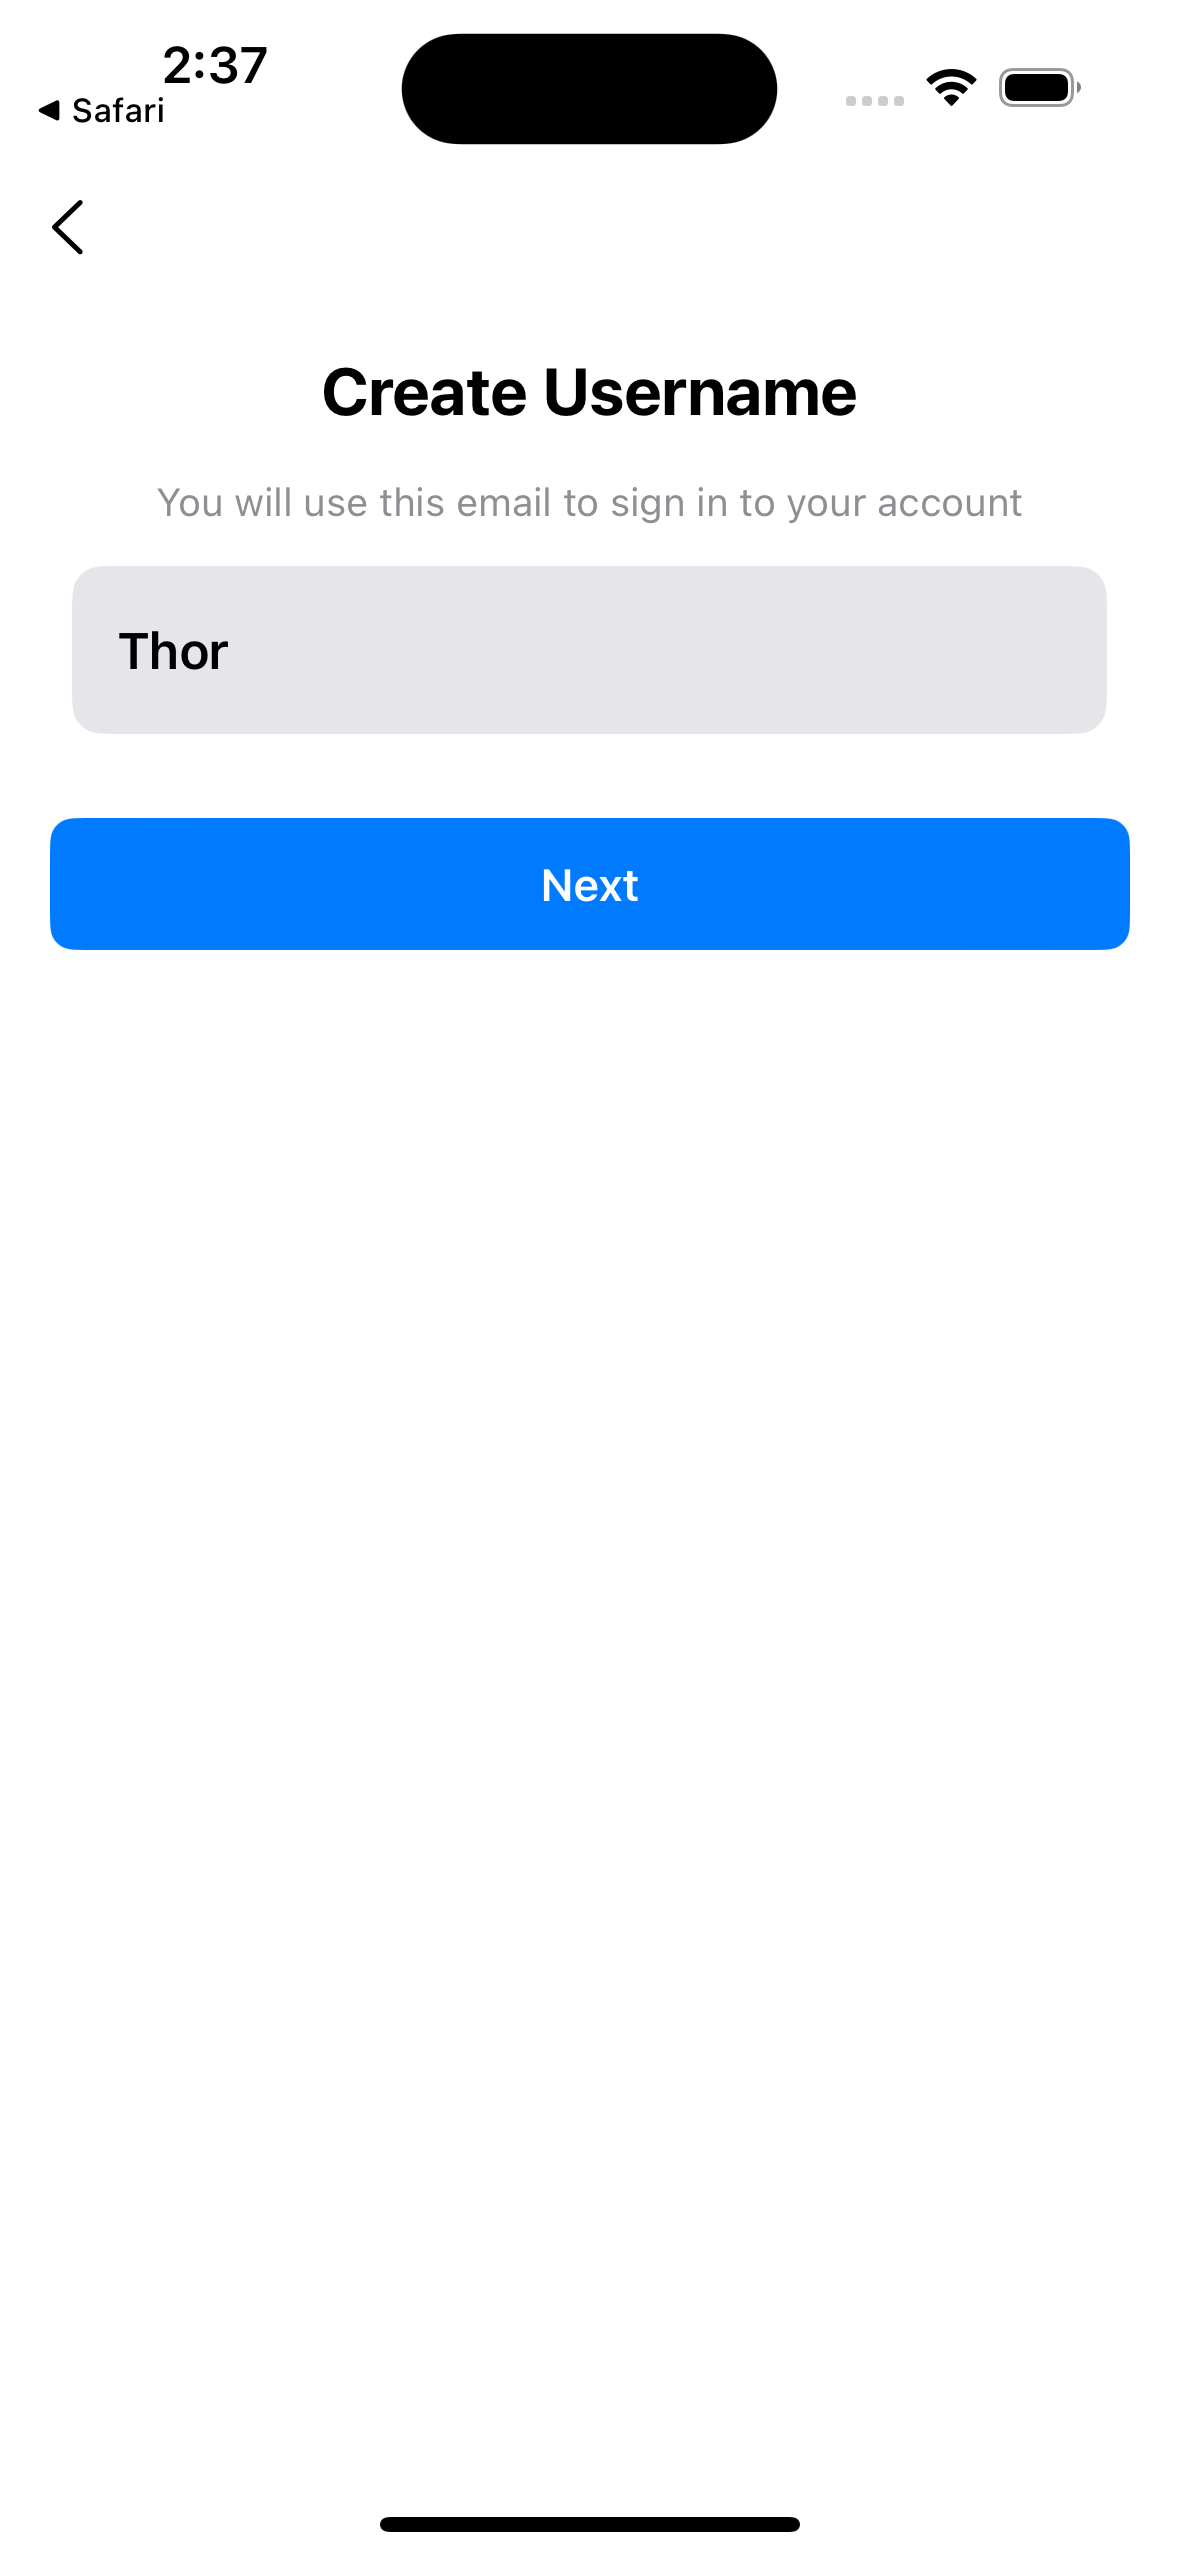 2:37
Safari
Create Username
You will use this email to sign in to your account
Thor
Next